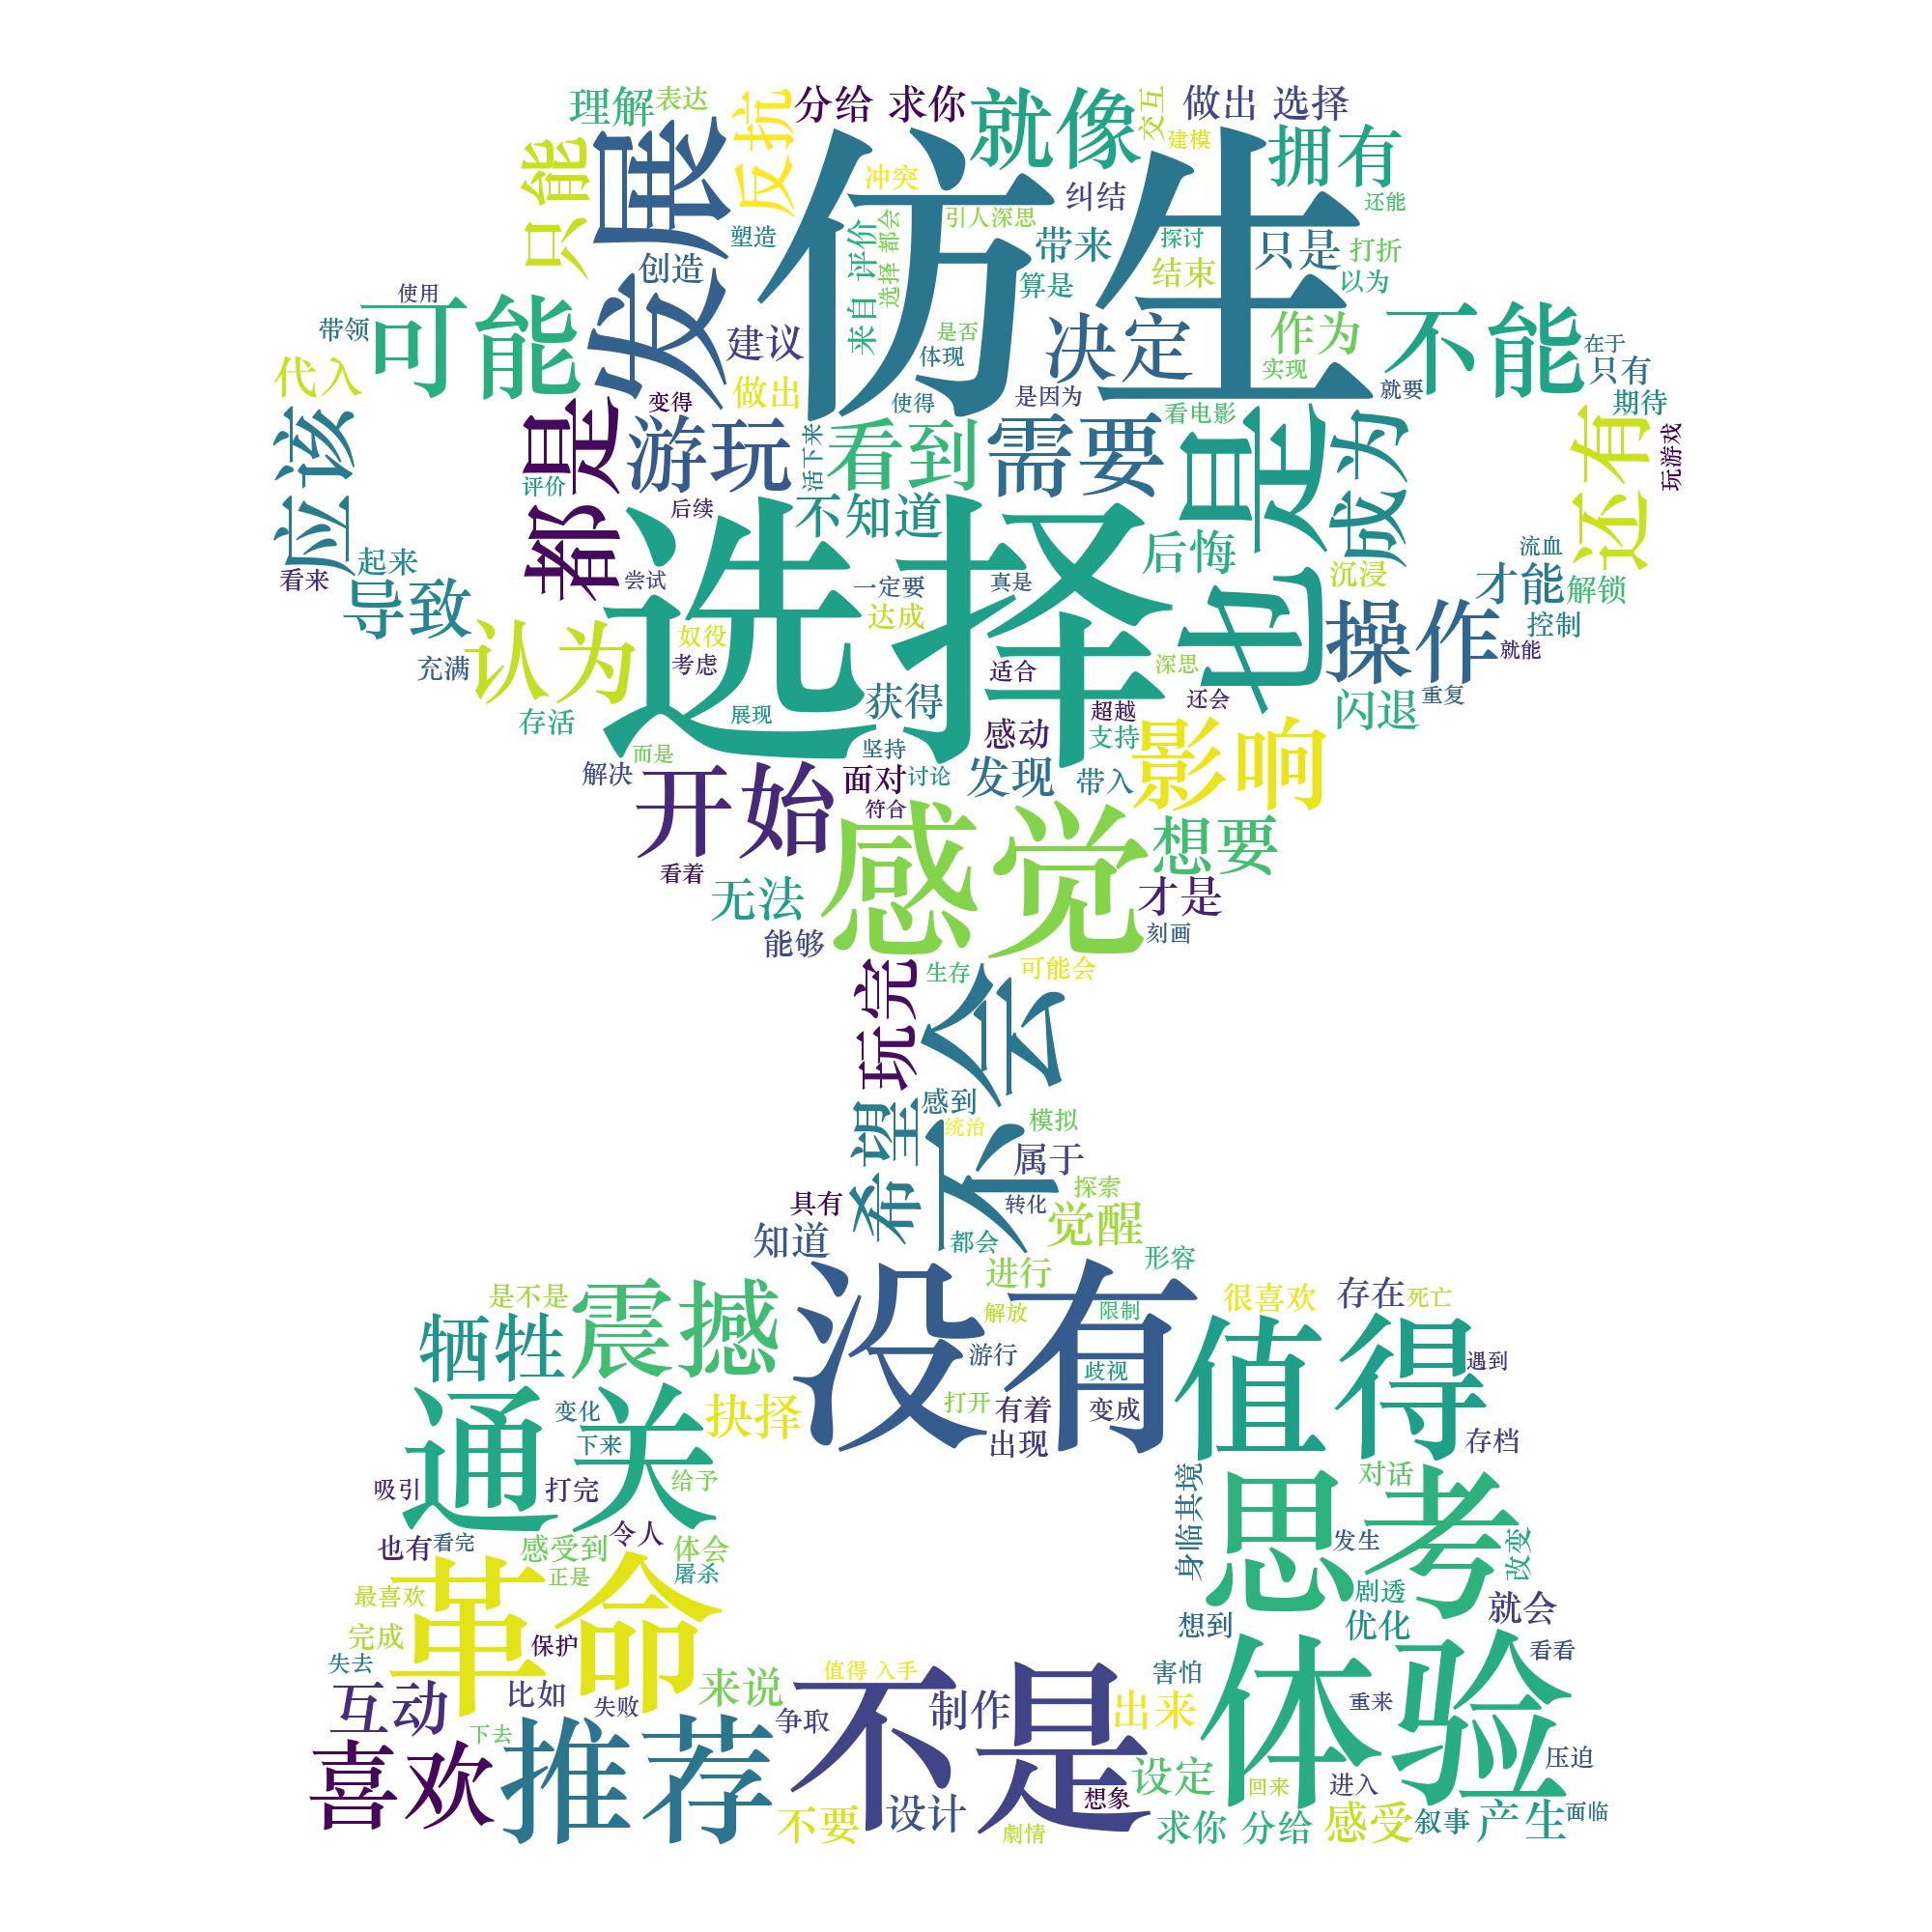 理解
表达
反抗
分给 求你
就像
交互
做出 选择
建模
只能
发展
仿生
拥有
冲突
纠结
还能
引人深思
塑造
来自 评价
选择 都会
带来
探讨
只是
打折
创造
算是
结束
以为
使用
可能
带领
建议
是否
体现
决定
作为
不能
在于
实现
只有
代入
做出
使得
是因为
就要
期待
变得
看电影
应该
都是
游玩
活下来
看到
需要
也是
成为
还有
玩游戏
评价
后续
不知道
后悔
流血
起来
看来
尝试
选择
一定要
真是
沉浸
才能
解锁
导致
达成
操作
控制
认为
奴役
考虑
适合
深思
就能
充满
获得
还会
重复
存活
展现
超越
闪退
感动
支持
影响
而是
坚持
解决
开始
面对
讨论
发现
带入
符合
感觉
想要
看着
无法
才是
能够
刻画
玩完
生存
可能会
不会
希望
感到
统治
模拟
属于
具有
转化
探索
知道
都会
觉醒
形容
是不是
震撼
没有
进行
很喜欢
存在
死亡
解放
限制
牺牲
游行
歧视
值得
遇到
通关
变化
抉择
打开
有着
变成
下来
出现
存档
吸引
打完
给予
身临其境
思考
对话
也有
看完
感受到
令人
体会
发生
改变
正是
屠杀
最喜欢
革命
剧透
就会
完成
保护
想到
优化
失去
看看
互动
比如
失败
来说
值得 入手
不是
制作
出来
害怕
体验
重来
下去
争取
喜欢
推荐
设定
回来
进入
压迫
不要
设计
想象
劇情
求你 分给
感受
叙事
产生
面临